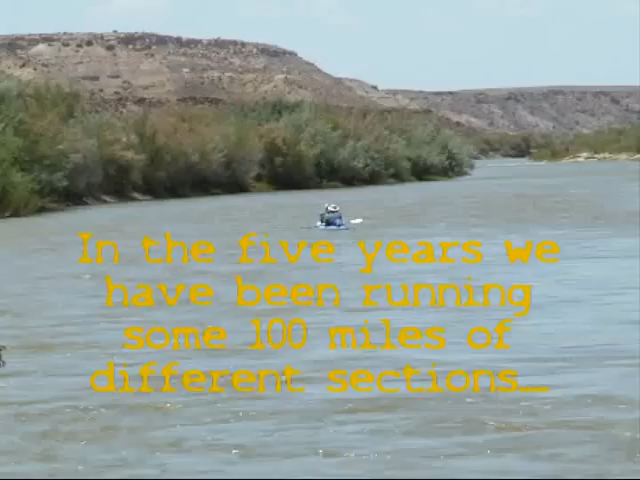 In the five years we
have been running
some 100 miles of
different sections...